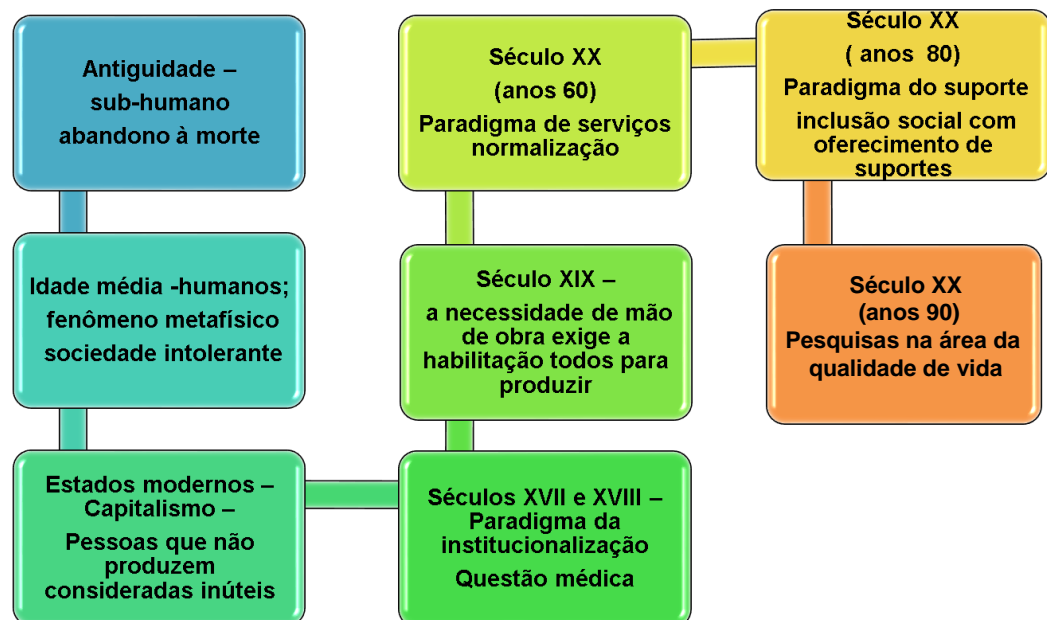 Antiguidade –
sub-humano
abandono à morte
Idade média -humanos;
fenômeno metafísico
sociedade intolerante
Estados modernos –
Capitalismo –
Pessoas que não
produzem
consideradas inúteis
Séculos XVII e XVIII –
Paradigma da
institucionalização
Questão médica
Século XIX –
a necessidade de mão
de obra exige a
habilitação todos para
produzir
Século XX
(anos 60)
Paradigma de serviços
normalização
Século XX
( anos 80)
Paradigma do suporte
inclusão social com
oferecimento de
suportes
Século XX
(anos 90)
Pesquisas na área da
qualidade de vida